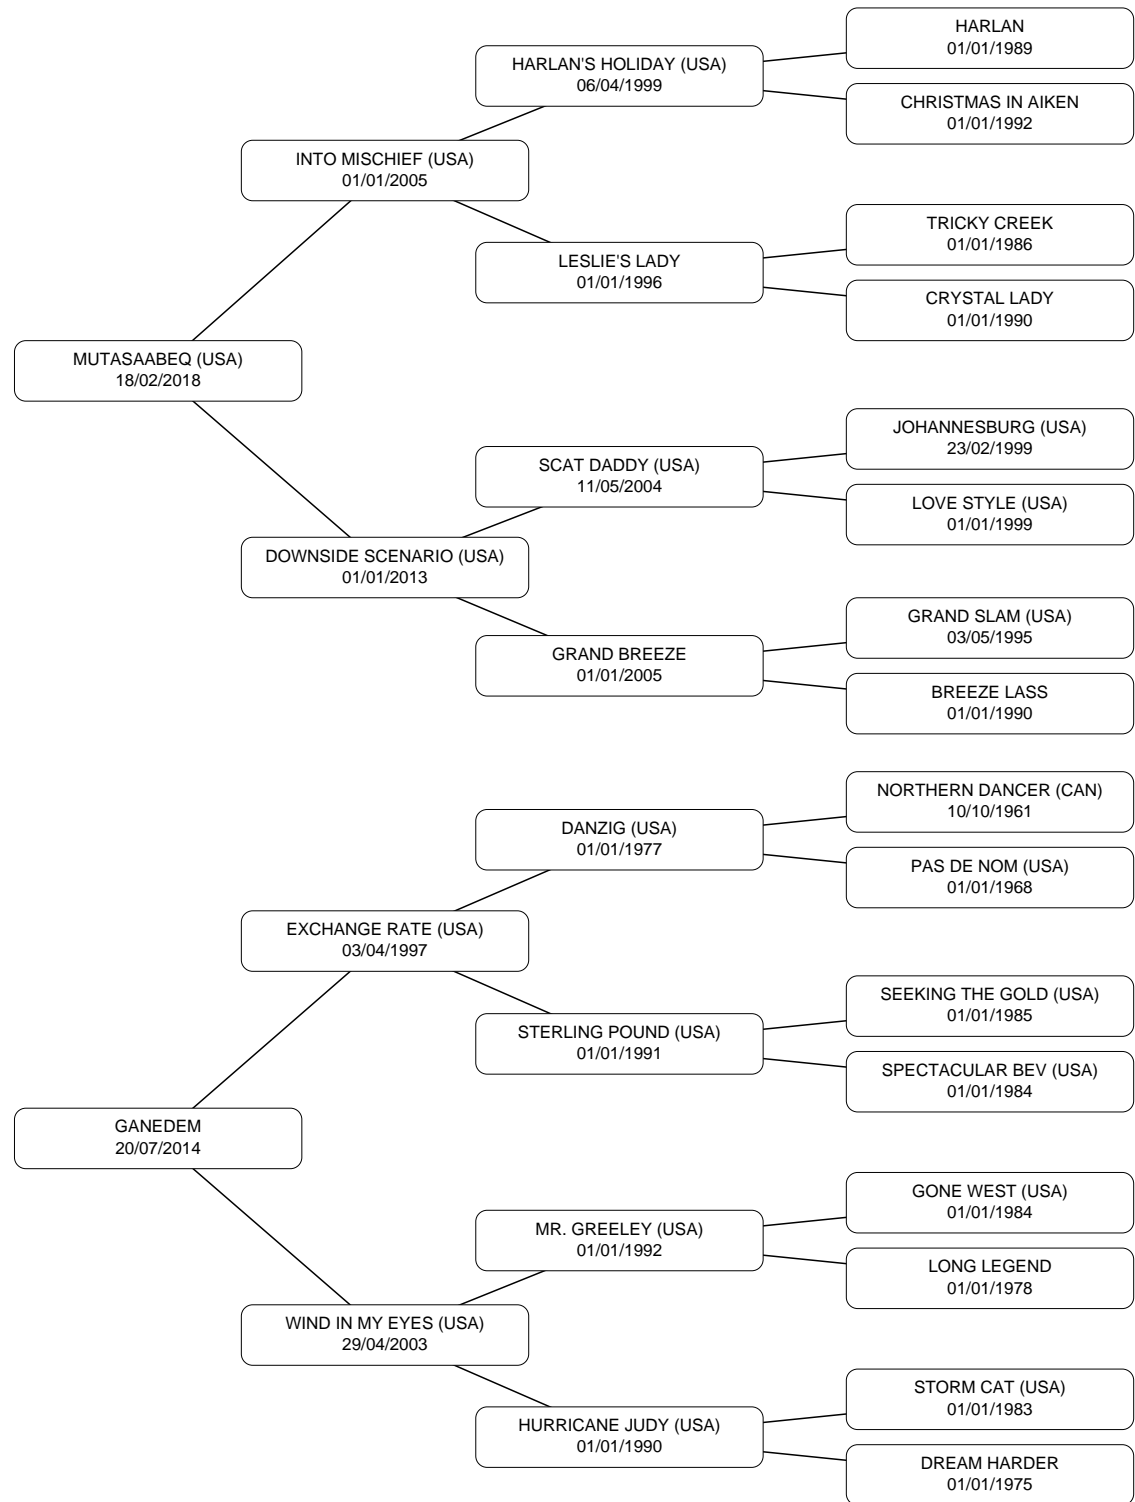 HARLAN
01/01/1989
HARLAN'S HOLIDAY (USA)
06/04/1999
CHRISTMAS IN AIKEN
01/01/1992
INTO MISCHIEF (USA)
01/01/2005
TRICKY CREEK
01/01/1986
LESLIE'S LADY
01/01/1996
CRYSTAL LADY
01/01/1990
MUTASAABEQ (USA)
18/02/2018
JOHANNESBURG (USA)
23/02/1999
SCAT DADDY (USA)
11/05/2004
LOVE STYLE (USA)
01/01/1999
DOWNSIDE SCENARIO (USA)
01/01/2013
GRAND SLAM (USA)
03/05/1995
GRAND BREEZE
01/01/2005
BREEZE LASS
01/01/1990
NORTHERN DANCER (CAN)
10/10/1961
DANZIG (USA)
01/01/1977
PAS DE NOM (USA)
01/01/1968
EXCHANGE RATE (USA)
03/04/1997
SEEKING THE GOLD (USA)
01/01/1985
STERLING POUND (USA)
01/01/1991
SPECTACULAR BEV (USA)
01/01/1984
GANEDEM
20/07/2014
GONE WEST (USA)
01/01/1984
MR. GREELEY (USA)
01/01/1992
LONG LEGEND
01/01/1978
WIND IN MY EYES (USA)
29/04/2003
STORM CAT (USA)
01/01/1983
HURRICANE JUDY (USA)
01/01/1990
DREAM HARDER
01/01/1975